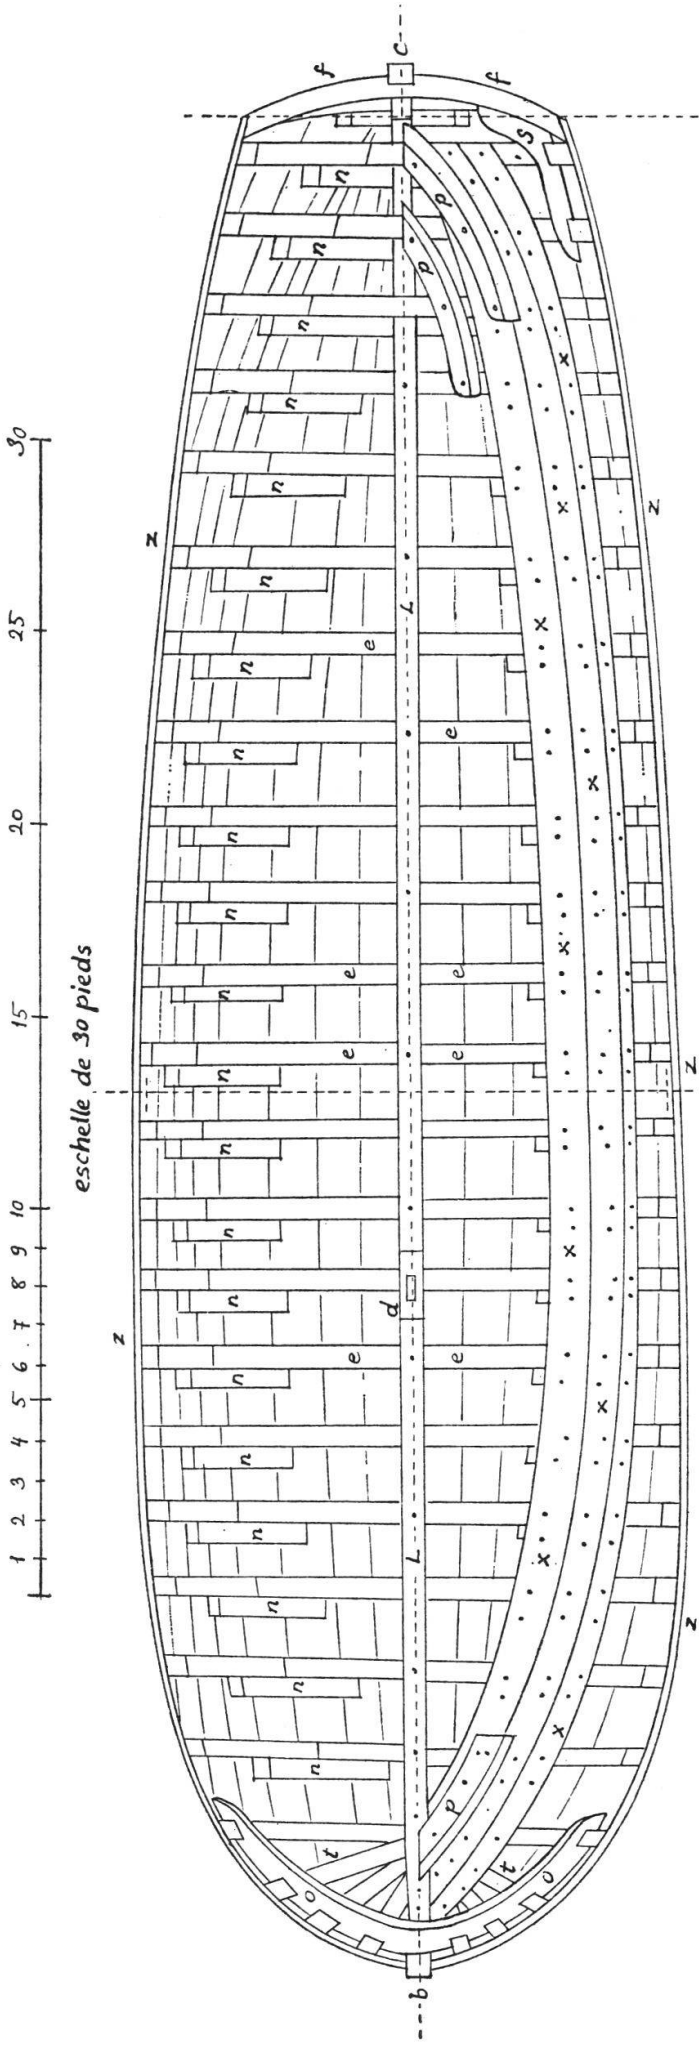 1 2 3 4 5 6 . 7 8 9 10 15 20 25 30
eschelle de 30 pieds
z z
o t n n n n n n n n n n n n n n n n n n n n n f
e e e e
b L d L c
e e e e
p p p
t x x x x x x x x x f
o s
z z z